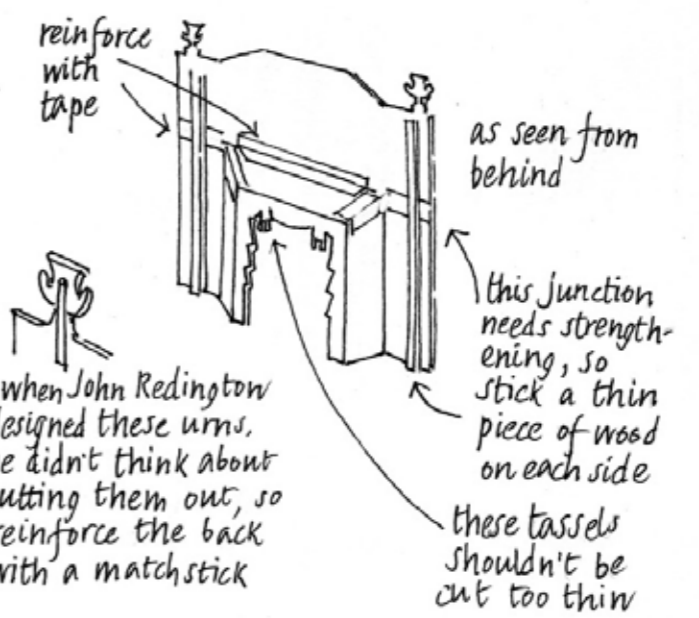 reinforce
with
tape
as seen from
behind
this junction
needs strength-
ening, so
stick a thin
piece of wood
on each side
when John Redington
designed these urns,
e didn't think about
utting them out, so
reinforce the back
with a matchstick
these tassels
shouldn't be
cut too thin